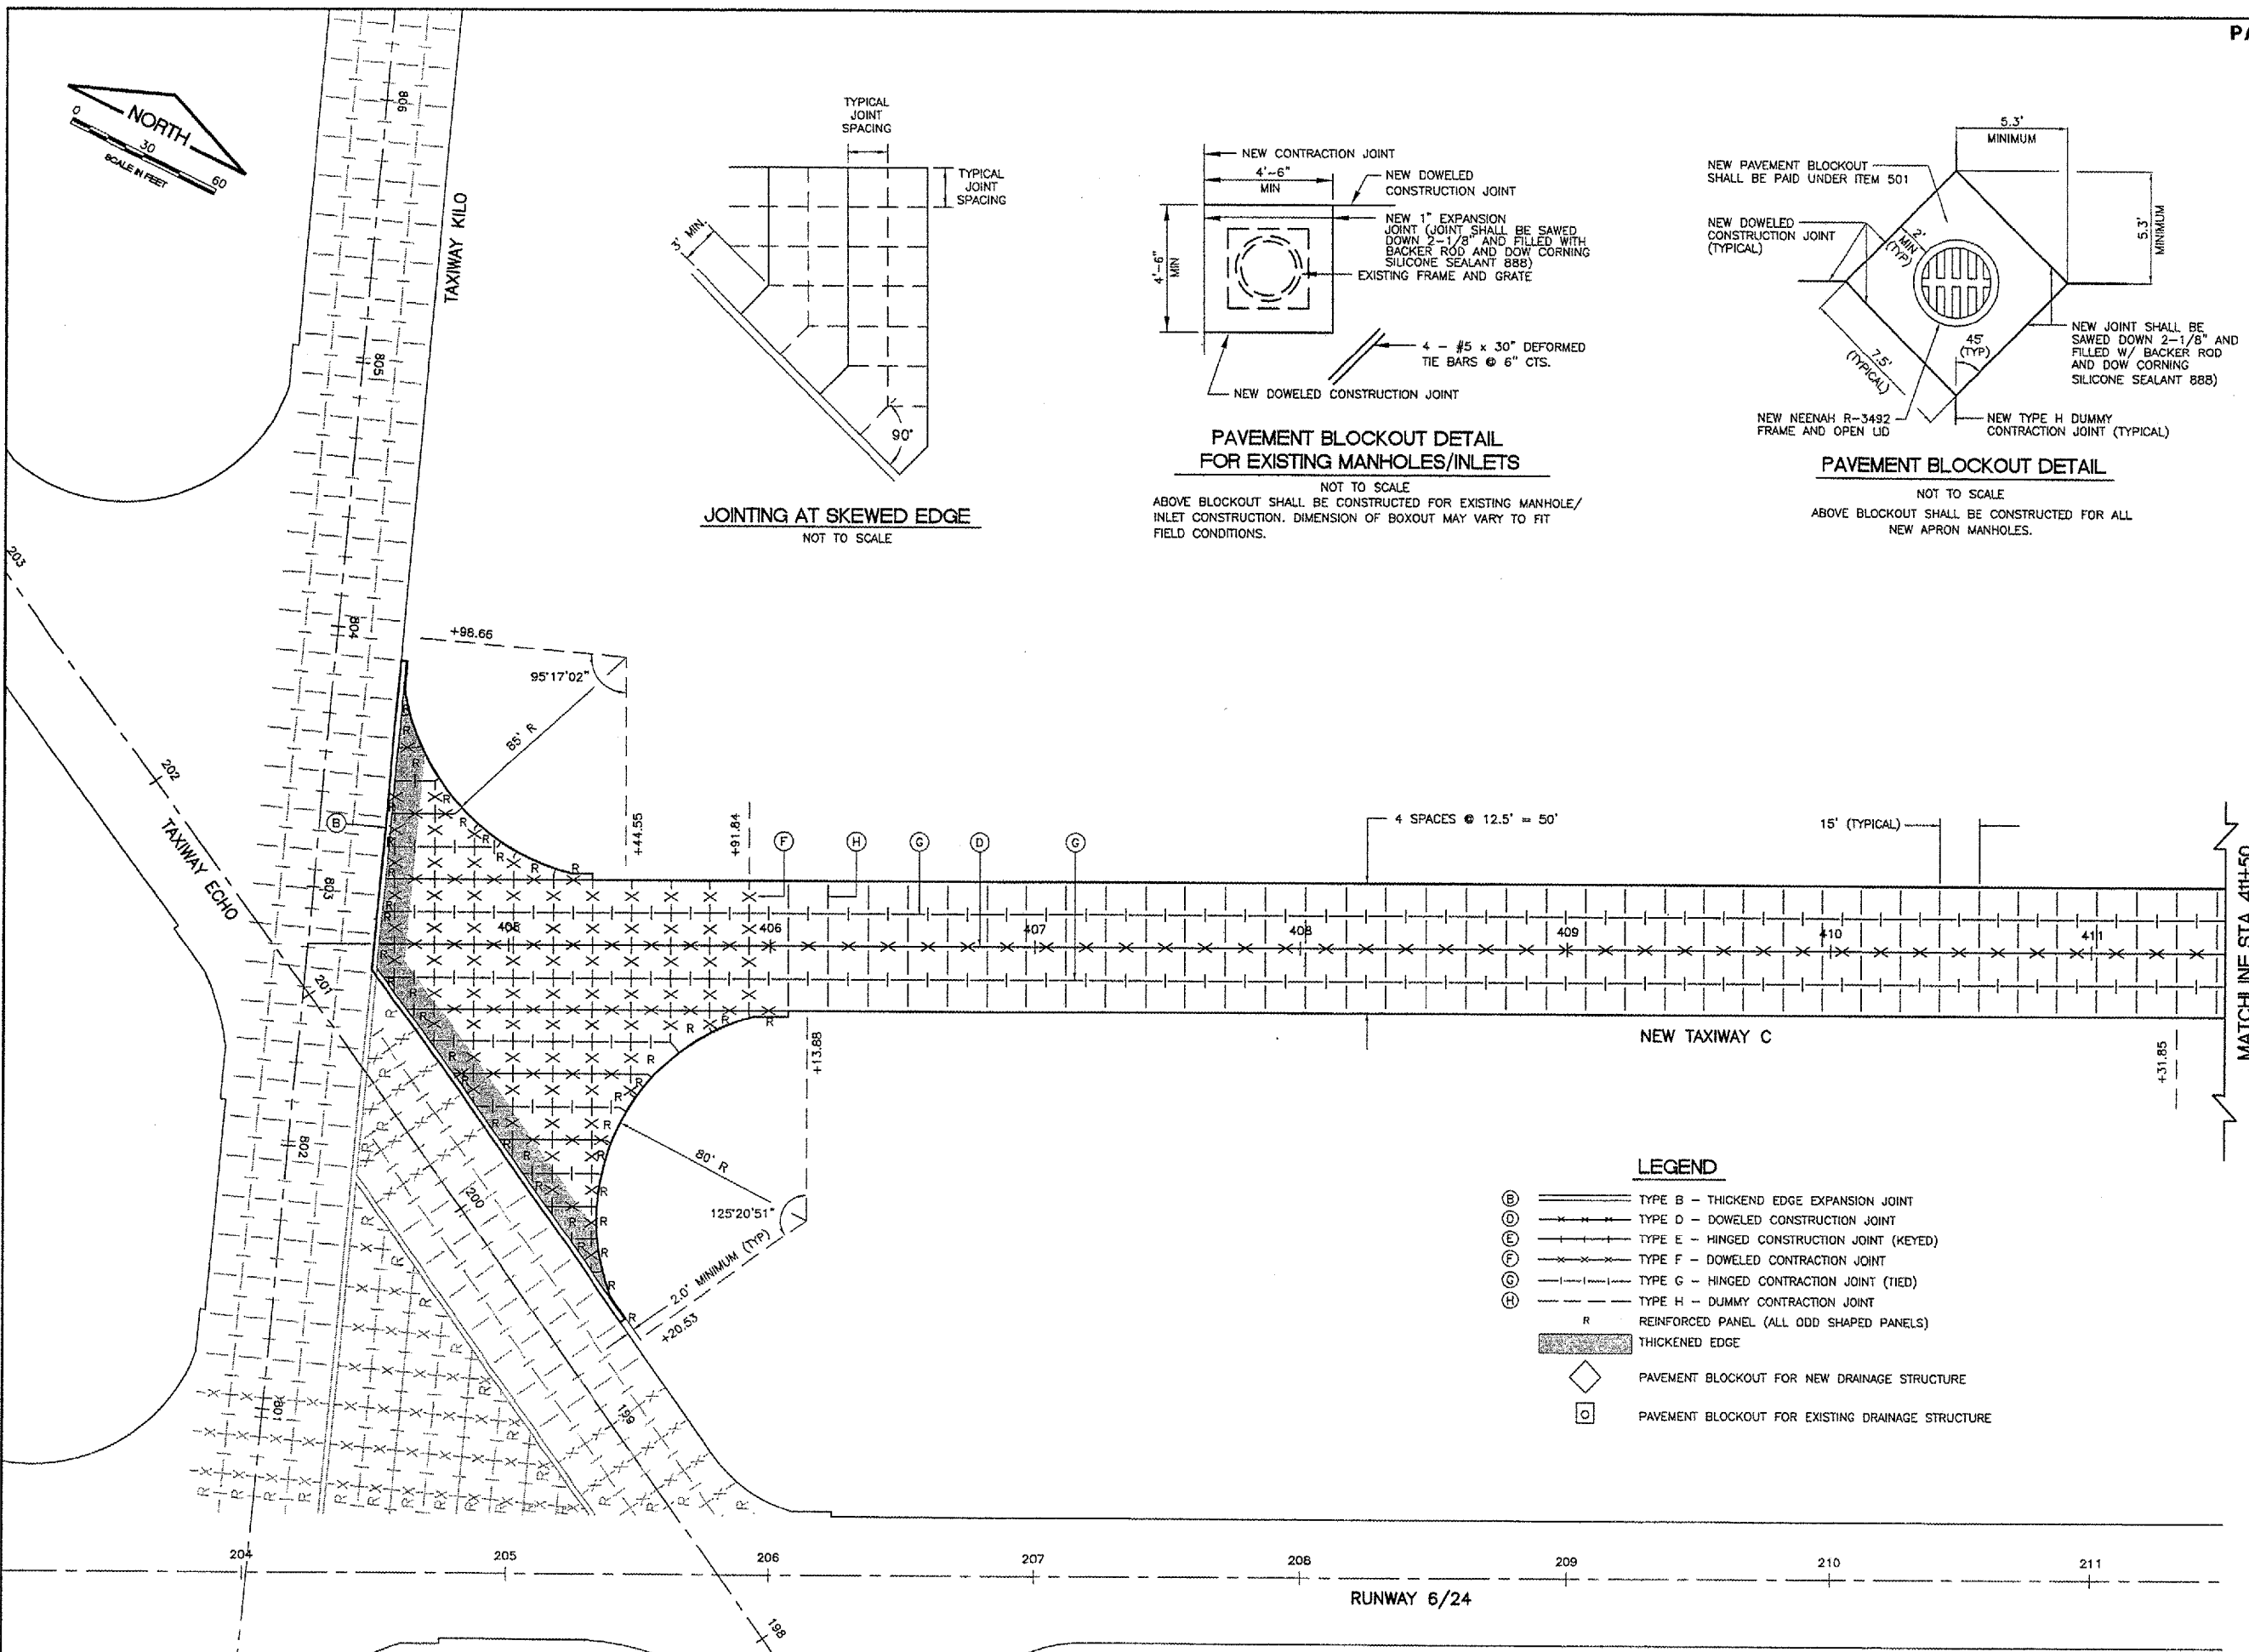 PA
NORTH
0
30
60
SCALE IN FEET
806
805
804
803
802
801
TAXIWAY KILO
203
202
201
200
199
198
TAXIWAY ECHO
TYPICAL
JOINT
SPACING
TYPICAL
JOINT
SPACING
3' MIN.
90°
JOINTING AT SKEWED EDGE
NOT TO SCALE
NEW CONTRACTION JOINT
4'-6"
MIN
NEW DOWELED
CONSTRUCTION JOINT
4'-6"
MIN
NEW 1" EXPANSION
JOINT (JOINT SHALL BE SAWED
DOWN 2-1/8" AND FILLED WITH
BACKER ROD AND DOW CORNING
SILICONE SEALANT 888)
EXISTING FRAME AND GRATE
4 - #5 x 30" DEFORMED
TIE BARS @ 6" CTS.
NEW DOWELED CONSTRUCTION JOINT
PAVEMENT BLOCKOUT DETAIL
FOR EXISTING MANHOLES/INLETS
NOT TO SCALE
ABOVE BLOCKOUT SHALL BE CONSTRUCTED FOR EXISTING MANHOLE/
INLET CONSTRUCTION. DIMENSION OF BOXOUT MAY VARY TO FIT
FIELD CONDITIONS.
5.3'
MINIMUM
NEW PAVEMENT BLOCKOUT
SHALL BE PAID UNDER ITEM 501
NEW DOWELED
CONSTRUCTION JOINT
(TYPICAL)
2'
MIN
(TYP)
5.3'
MINIMUM
7.5'
(TYPICAL)
45
(TYP)
NEW JOINT SHALL BE
SAWED DOWN 2-1/8" AND
FILLED W/ BACKER ROD
AND DOW CORNING
SILICONE SEALANT 888)
NEW NEENAH R-3492
FRAME AND OPEN LID
NEW TYPE H DUMMY
CONTRACTION JOINT (TYPICAL)
PAVEMENT BLOCKOUT DETAIL
NOT TO SCALE
ABOVE BLOCKOUT SHALL BE CONSTRUCTED FOR ALL
NEW APRON MANHOLES.
+98.66
95°17'02"
85' R
+44.55
+91.84
B
F
H
G
D
G
4 SPACES @ 12.5' = 50'
15' (TYPICAL)
405
406
407
408
409
410
411
MATCHLINE STA. 411+50
NEW TAXIWAY C
+13.88
+31.85
80' R
125°20'51"
2.0' MINIMUM (TYP)
+20.53
LEGEND
B TYPE B - THICKEND EDGE EXPANSION JOINT
D TYPE D - DOWELED CONSTRUCTION JOINT
E TYPE E - HINGED CONSTRUCTION JOINT (KEYED)
F TYPE F - DOWELED CONTRACTION JOINT
G TYPE G - HINGED CONTRACTION JOINT (TIED)
H TYPE H - DUMMY CONTRACTION JOINT
R REINFORCED PANEL (ALL ODD SHAPED PANELS)
THICKENED EDGE
PAVEMENT BLOCKOUT FOR NEW DRAINAGE STRUCTURE
PAVEMENT BLOCKOUT FOR EXISTING DRAINAGE STRUCTURE
204
205
206
207
208
209
210
211
RUNWAY 6/24